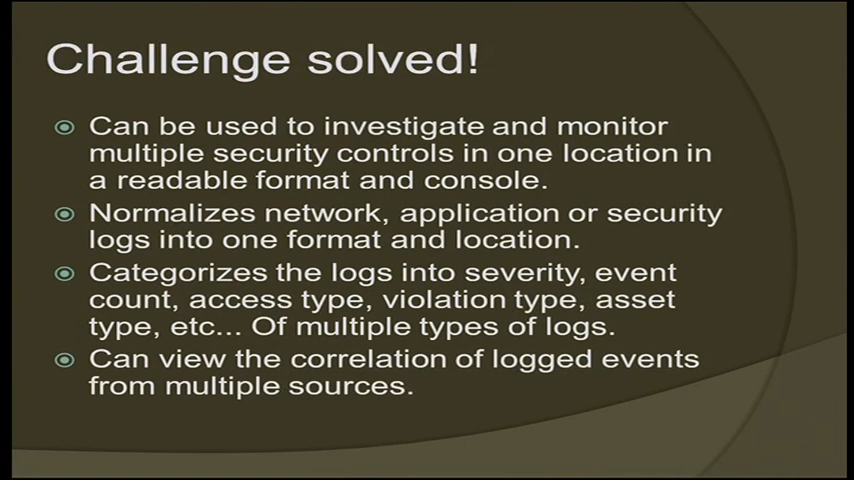 Challenge solved!
Can be used to investigate and monitor
multiple security controls in one location in
a readable format and console.
Normalizes network, application or security
logs into one format and location.
Categorizes the logs into severity, event
count, access type, violation type, asset
type, etc... Of multiple types of logs.
Can view the correlation of logged events
from multiple sources.